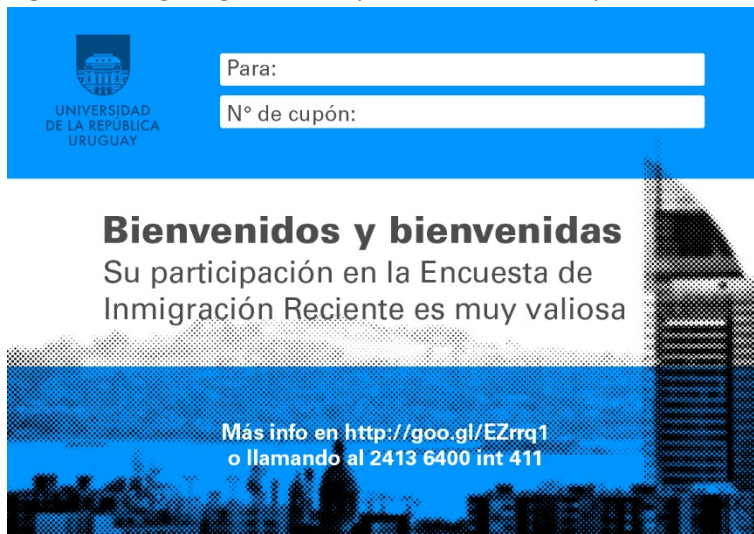 UNIVERSIDAD
DE LA REPÚBLICA
URUGUAY
Para:
N° de cupón:
Bienvenidos y bienvenidas
Su participación en la Encuesta de
Inmigración Reciente es muy valiosa
Más info en http://goo.gl/EZrrq1
o llamando al 2413 6400 int 411